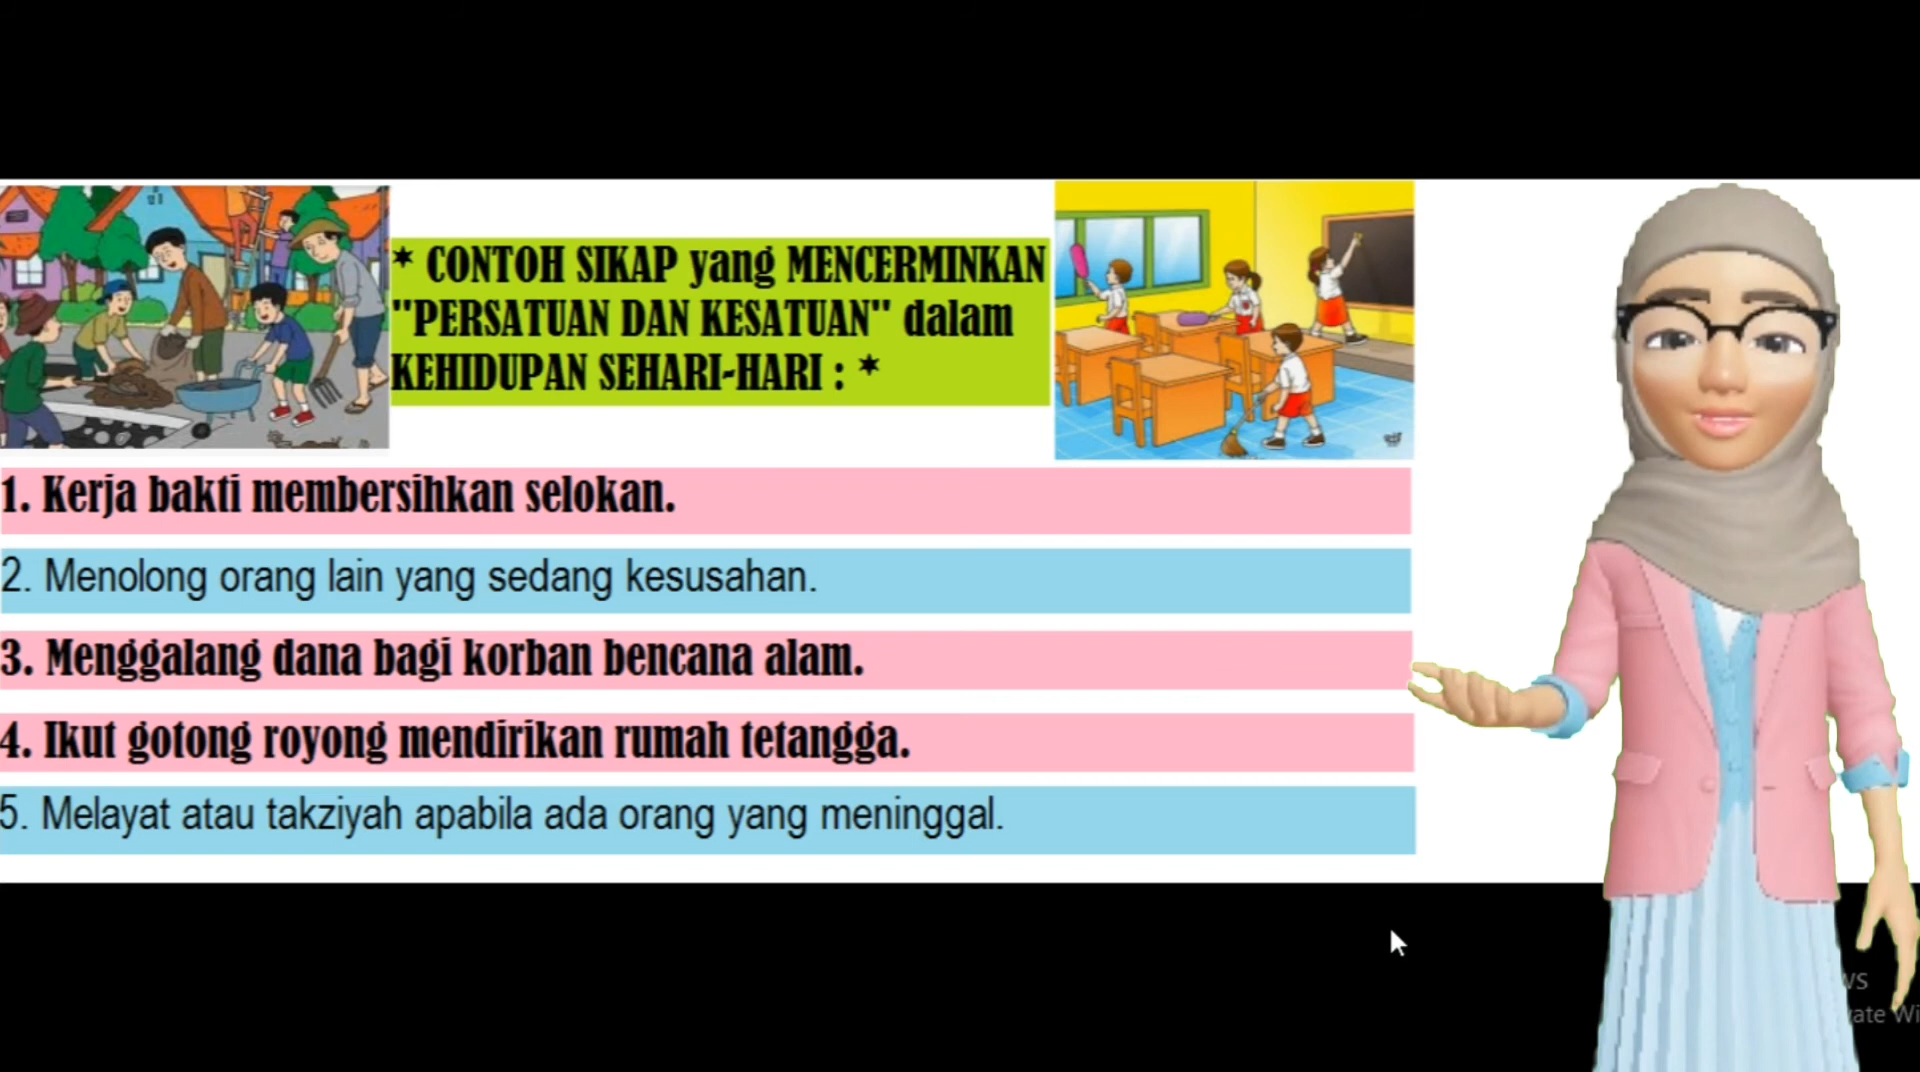 * CONTOH SIKAP yang MENCERMINKAN
"PERSATUAN DAN KESATUAN" dalam
KEHIDUPAN SEHARI-HARI : *
1. Kerja bakti membersihkan selokan.
2. Menolong orang lain yang sedang kesusahan.
3. Menggalang dana bagi korban bencana alam.
4. Ikut gotong royong mendirikan rumah tetangga.
5. Melayat atau takziyah apabila ada orang yang meninggal.